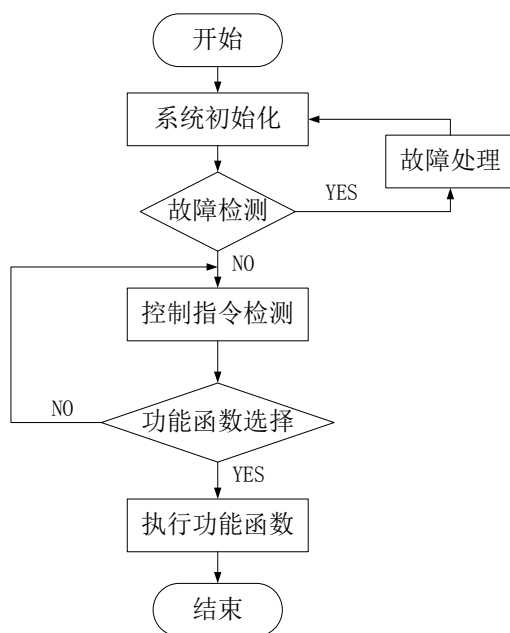 开始
系统初始化
故障处理
故障检测
YES
NO
控制指令检测
NO
功能函数选择
YES
执行功能函数
结束